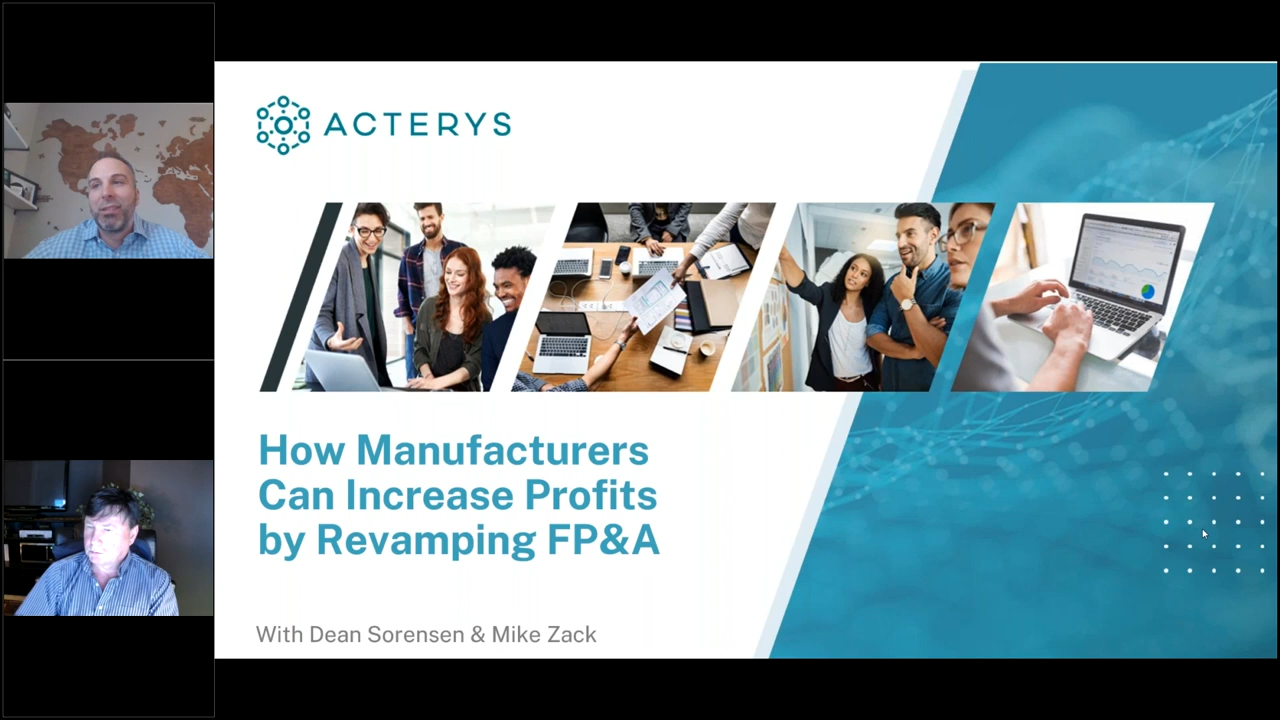 ACTERYS
How Manufacturers
Can Increase Profits
by Revamping FP&A
With Dean Sorensen & Mike Zack